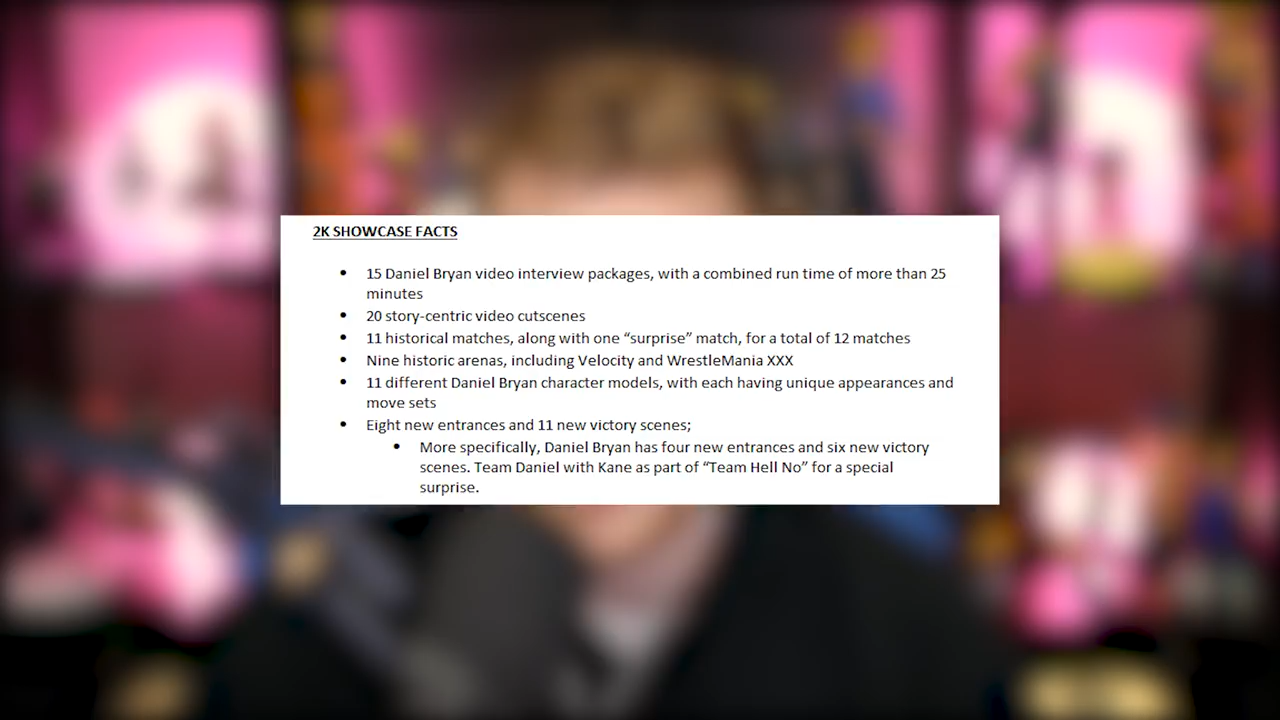 2K SHOWCASE FACTS
• 15 Daniel Bryan video interview packages, with a combined run time of more than 25
minutes
• 20 story-centric video cutscenes
• 11 historical matches, along with one “surprise” match, for a total of 12 matches
• Nine historic arenas, including Velocity and WrestleMania XXX
• 11 different Daniel Bryan character models, with each having unique appearances and
move sets
• Eight new entrances and 11 new victory scenes;
• More specifically, Daniel Bryan has four new entrances and six new victory
scenes. Team Daniel with Kane as part of “Team Hell No” for a special
surprise.